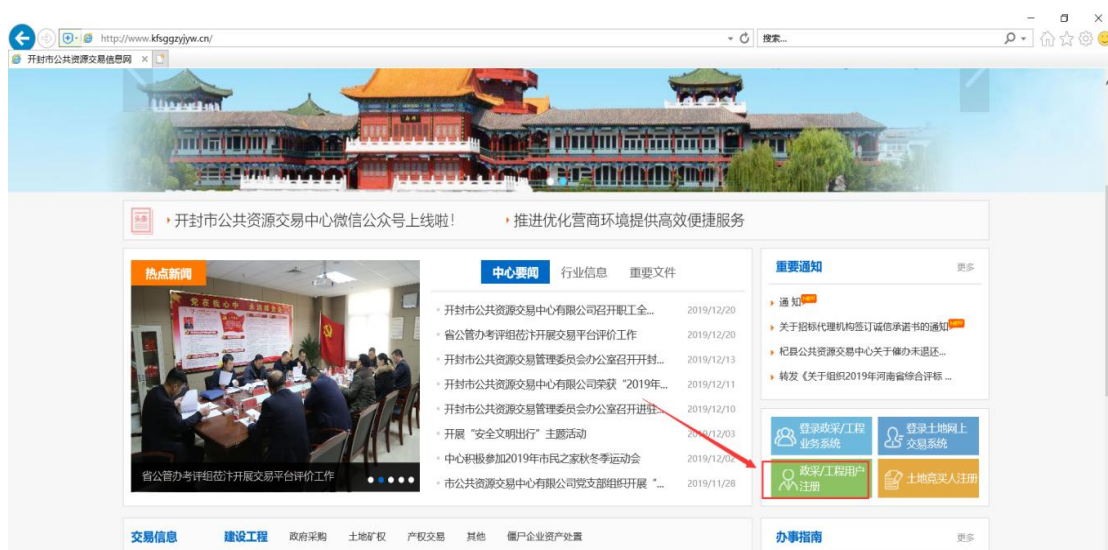 http://www.kfsggzyjyw.cn/
搜索...
开封市公共资源交易信息网
头条
开封市公共资源交易中心微信公众号上线啦!
推进优化营商环境提供高效便捷服务
热点新闻
党在我心中 永远跟党走
省公管办考评组莅汴开展交易平台评价工作
中心要闻 行业信息 重要文件
开封市公共资源交易中心有限公司召开职工全... 2019/12/20
省公管办考评组莅汴开展交易平台评价工作 2019/12/20
开封市公共资源交易管理委员会办公室召开开封... 2019/12/13
开封市公共资源交易中心有限公司荣获“2019年... 2019/12/11
开封市公共资源交易管理委员会办公室召开进驻... 2019/12/10
开展“安全文明出行”主题活动 2019/12/03
中心积极参加2019年市民之家秋冬季运动会 2019/12/02
市公共资源交易中心有限公司党支部组织开展“... 2019/11/28
重要通知 更多
通 知
关于招标代理机构签订诚信承诺书的通知
杞县公共资源交易中心关于催办未退还...
转发《关于组织2019年河南省综合评标 ...
登录政采/工程
业务系统
登录土地网上
交易系统
政采/工程用户
注册
土地竞买人注册
交易信息 建设工程 政府采购 土地矿权 产权交易 其他 僵尸企业资产处置
办事指南 更多